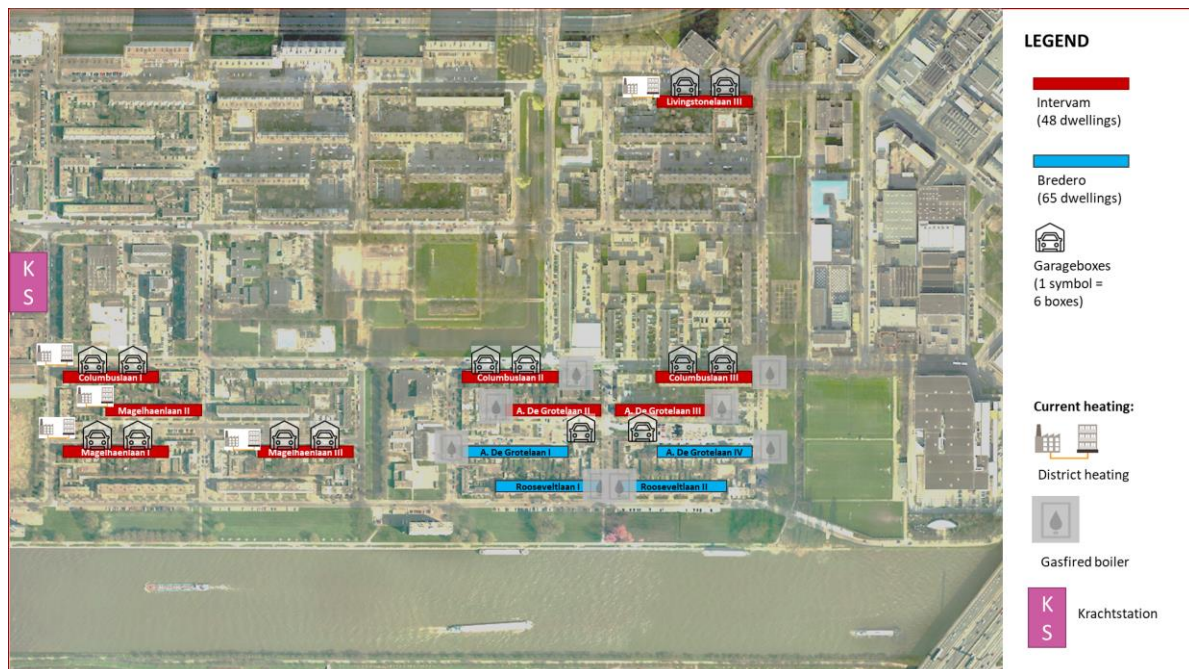 LEGEND
Livingstonelaan III
Intervam
(48 dwellings)
Bredero
(65 dwellings)
K
S
Garageboxes
(1 symbol =
6 boxes)
Columbuslaan I
Columbuslaan II
Columbuslaan III
Magelhaenlaan II
A. De Grotelaan II
A. De Grotelaan III
Current heating:
Magelhaenlaan I
Magelhaenlaan III
A. De Grotelaan I
A. De Grotelaan IV
District heating
Rooseveltlaan I
Rooseveltlaan II
Gasfired boiler
K
S
Krachtstation